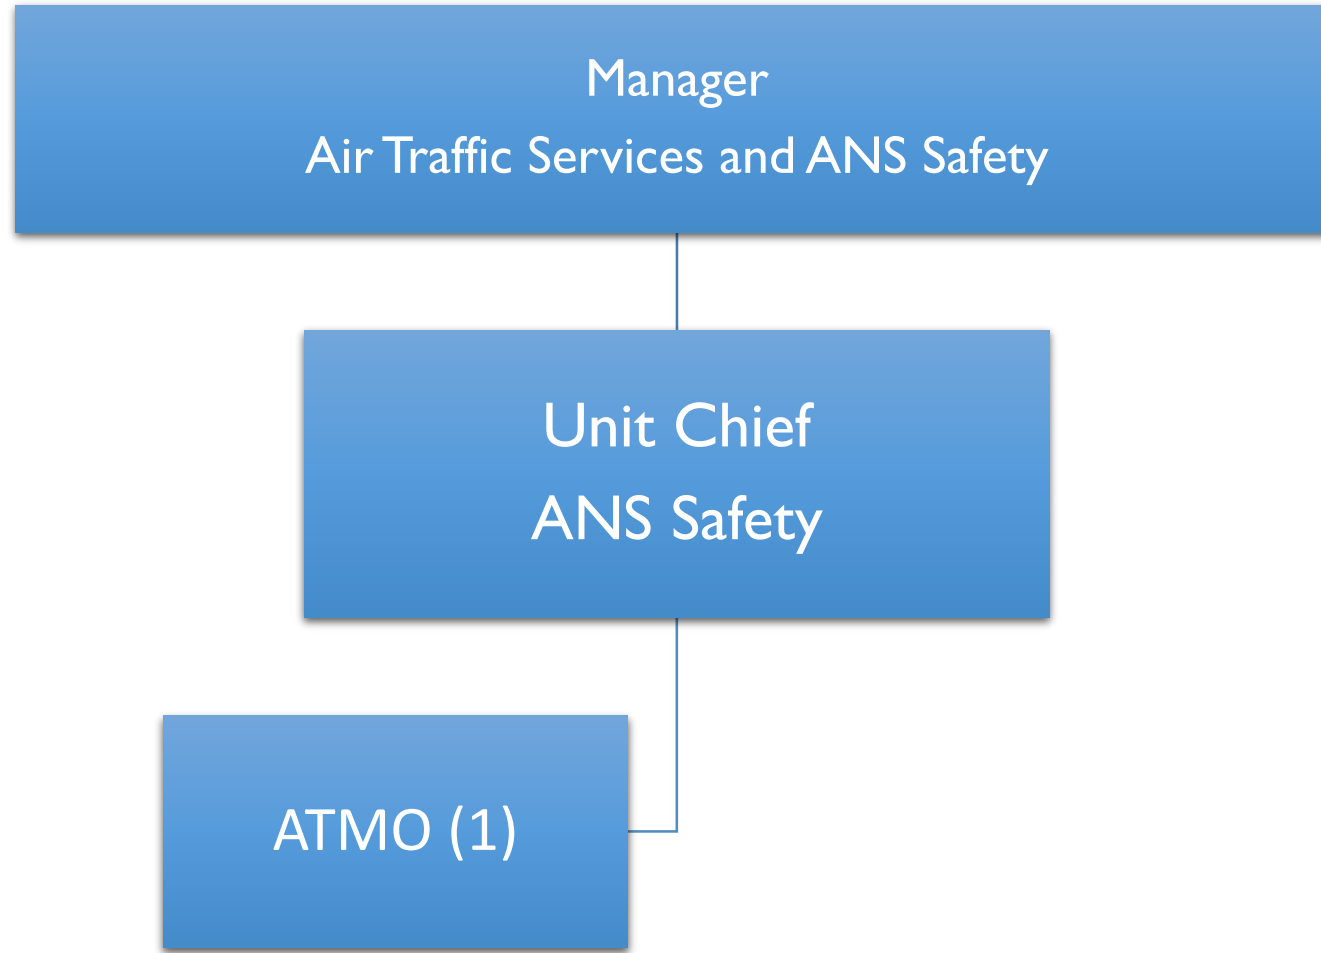 Manager
Air Traffic Services and ANS Safety
Unit Chief
ANS Safety
ATMO (1)